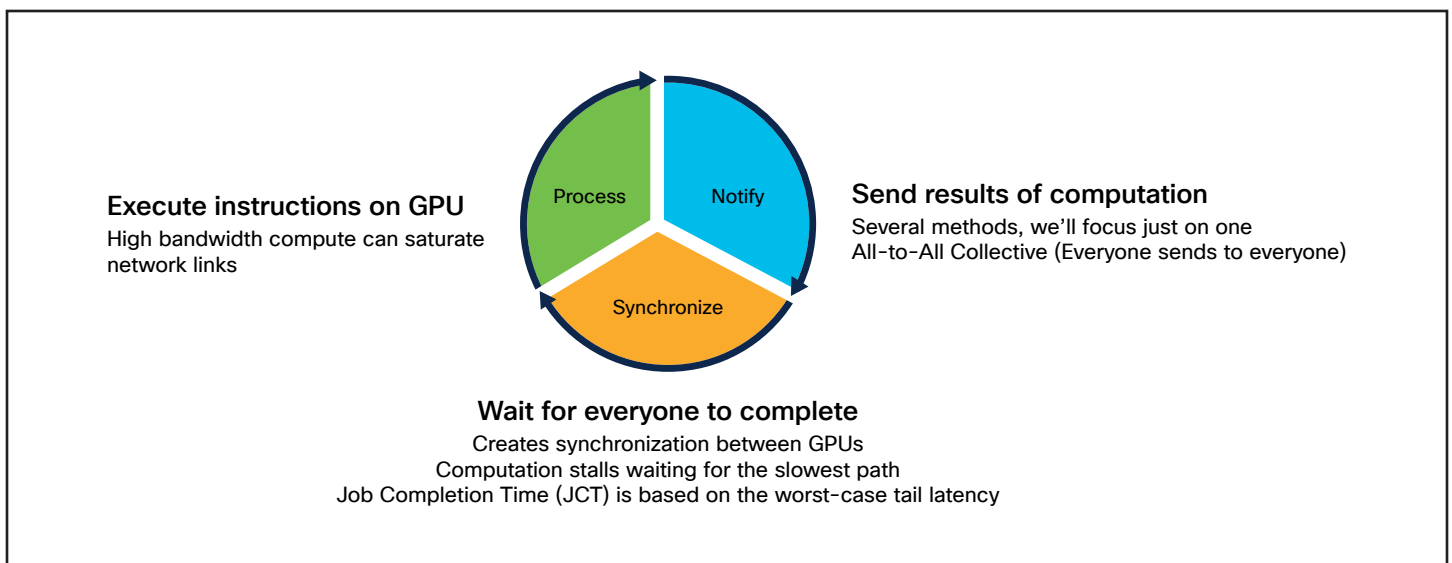 Process
Notify
Synchronize
Execute instructions on GPU
High bandwidth compute can saturate
network links
Send results of computation
Several methods, we'll focus just on one
All-to-All Collective (Everyone sends to everyone)
Wait for everyone to complete
Creates synchronization between GPUs
Computation stalls waiting for the slowest path
Job Completion Time (JCT) is based on the worst-case tail latency